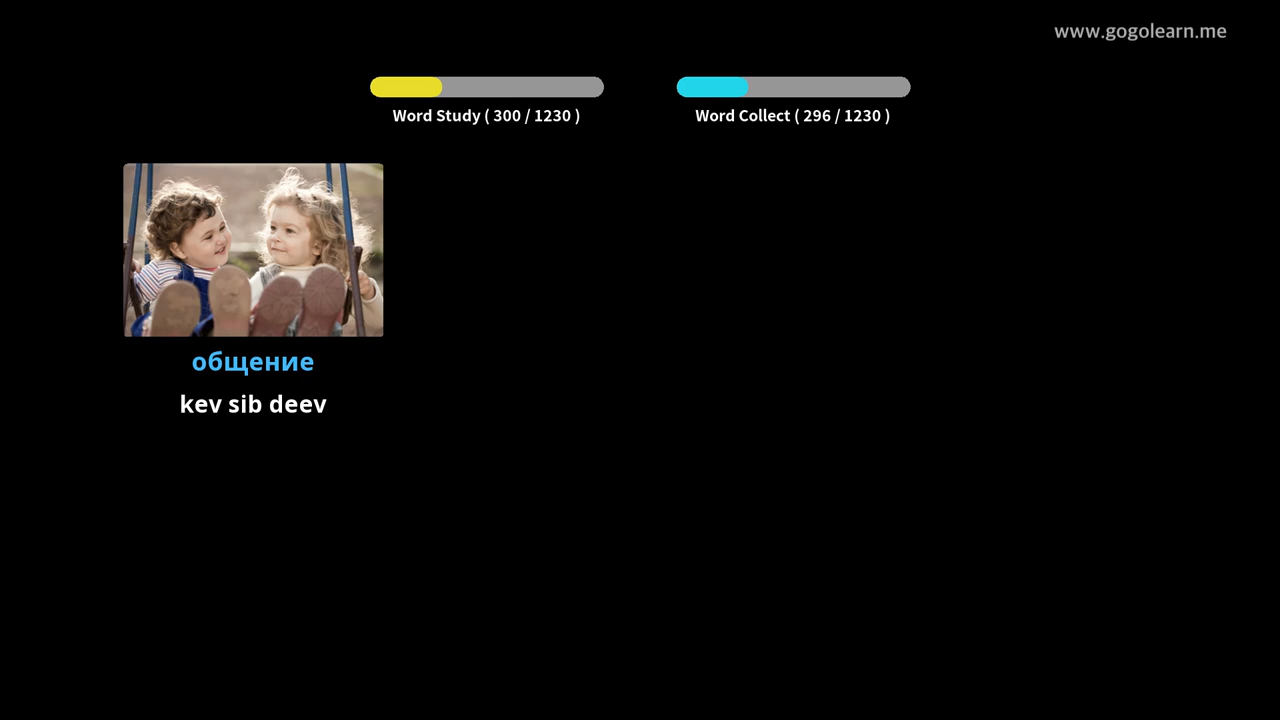 www.gogolearn.me
Word Study ( 300 / 1230 )
Word Collect ( 296 / 1230 )
общение
kev sib deev